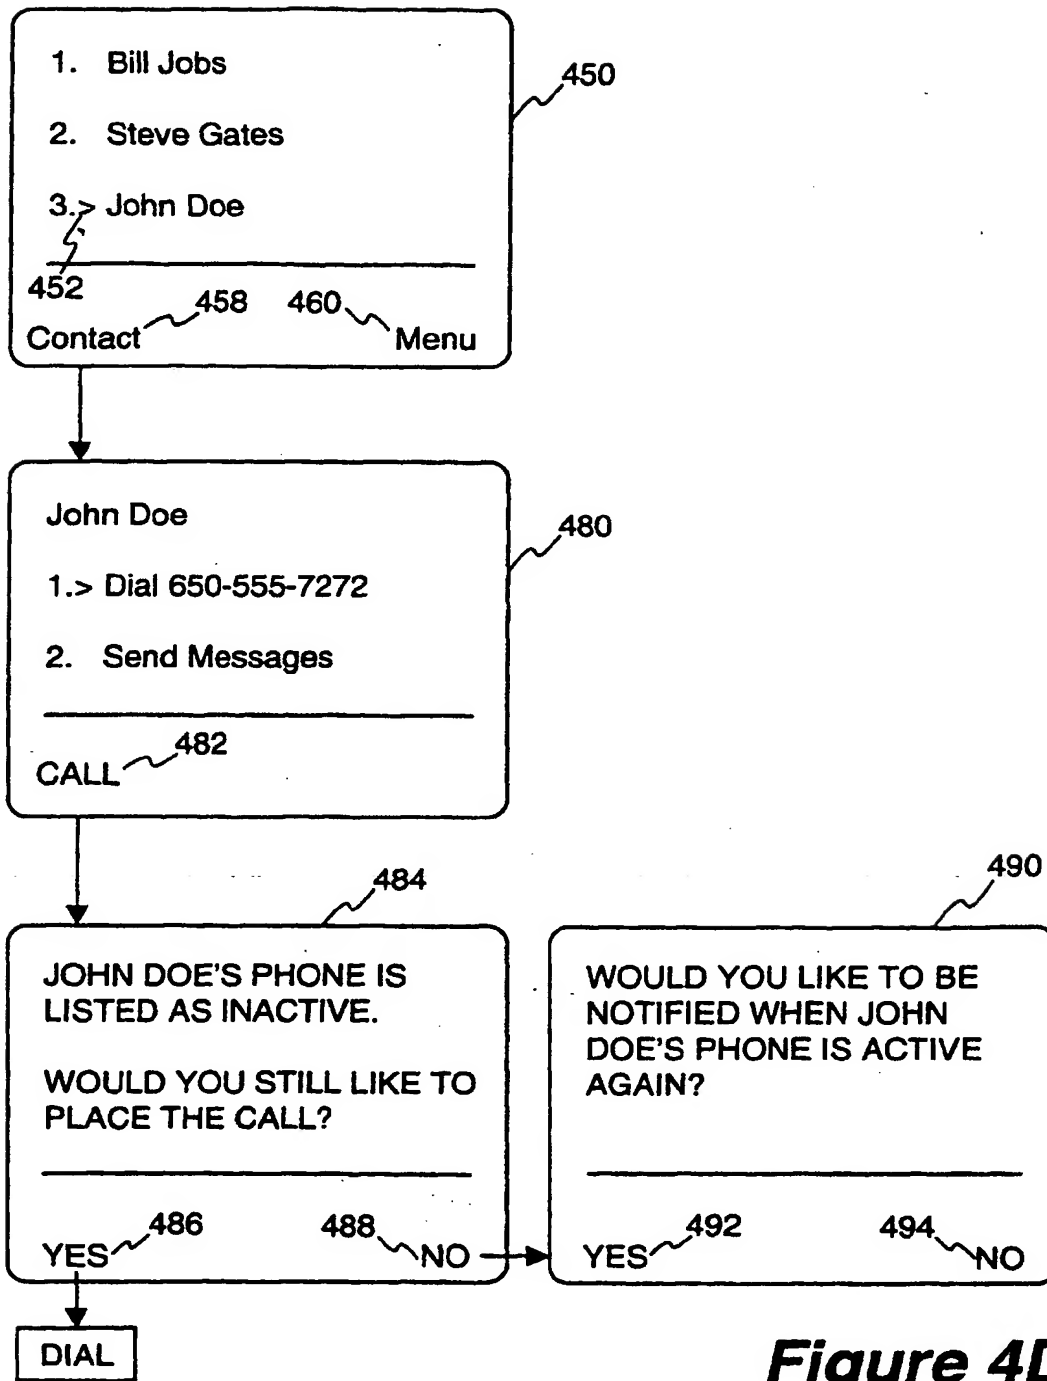 1. Bill Jobs
450
2. Steve Gates
3.> John Doe
452
458
460
Contact
Menu
John Doe
480
1.> Dial 650-555-7272
2. Send Messages
482
CALL
484
490
JOHN DOE'S PHONE IS
LISTED AS INACTIVE.
WOULD YOU STILL LIKE TO
PLACE THE CALL?
486
488
YES
NO
WOULD YOU LIKE TO BE
NOTIFIED WHEN JOHN
DOE'S PHONE IS ACTIVE
AGAIN?
492
494
YES
NO
DIAL
Figure 4D